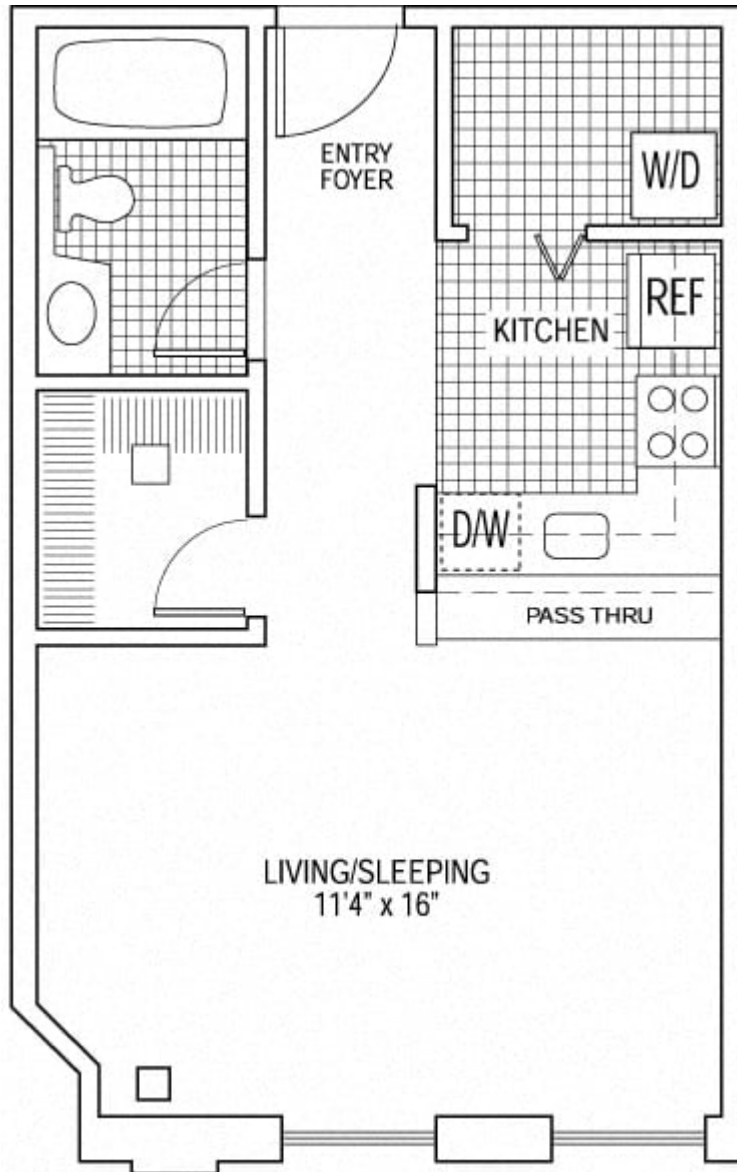 ENTRY
FOYER
W/D
REF
KITCHEN
D/W
PASS THRU
LIVING/SLEEPING
11'4" x 16"